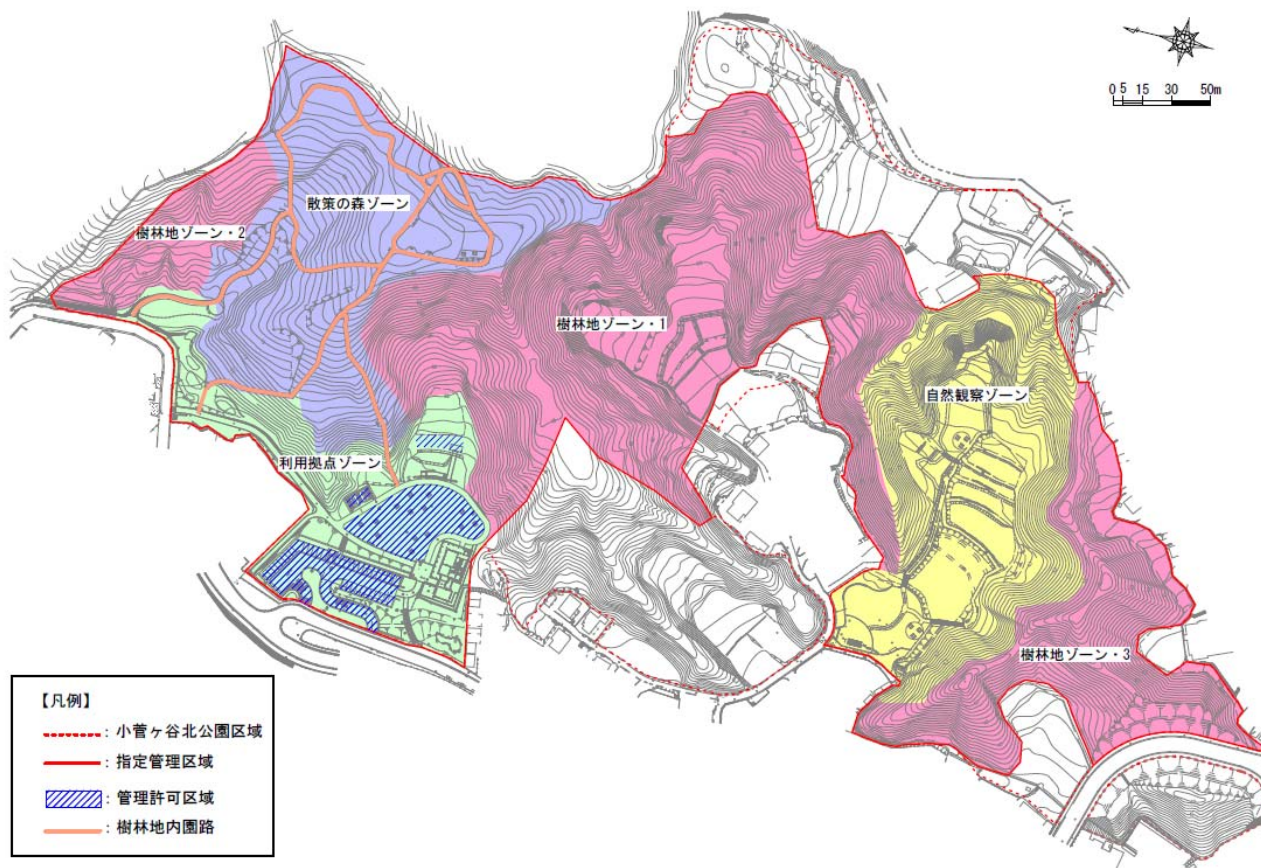 0 5 15 30 50m
散策の森ゾーン
樹林地ゾーン・2
樹林地ゾーン・1
自然観察ゾーン
利用拠点ゾーン
樹林地ゾーン・3
【凡例】
：小菅ヶ谷北公園区域
：指定管理区域
：管理許可区域
：樹林地内園路